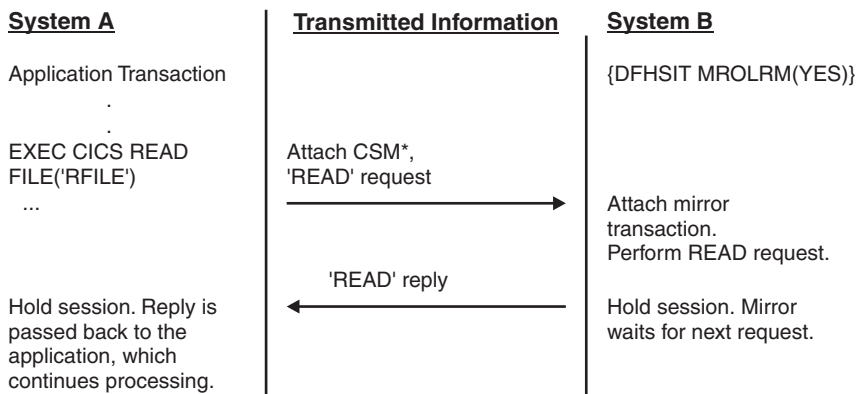 System A
Transmitted Information
System B
Application Transaction
{DFHSIT MROLRM(YES)}
.
.
EXEC CICS READ
FILE('RFILE')
...
Attach CSM*,
'READ' request
Attach mirror
transaction.
Perform READ request.
'READ' reply
Hold session. Reply is
passed back to the
application, which
continues processing.
Hold session. Mirror
waits for next request.